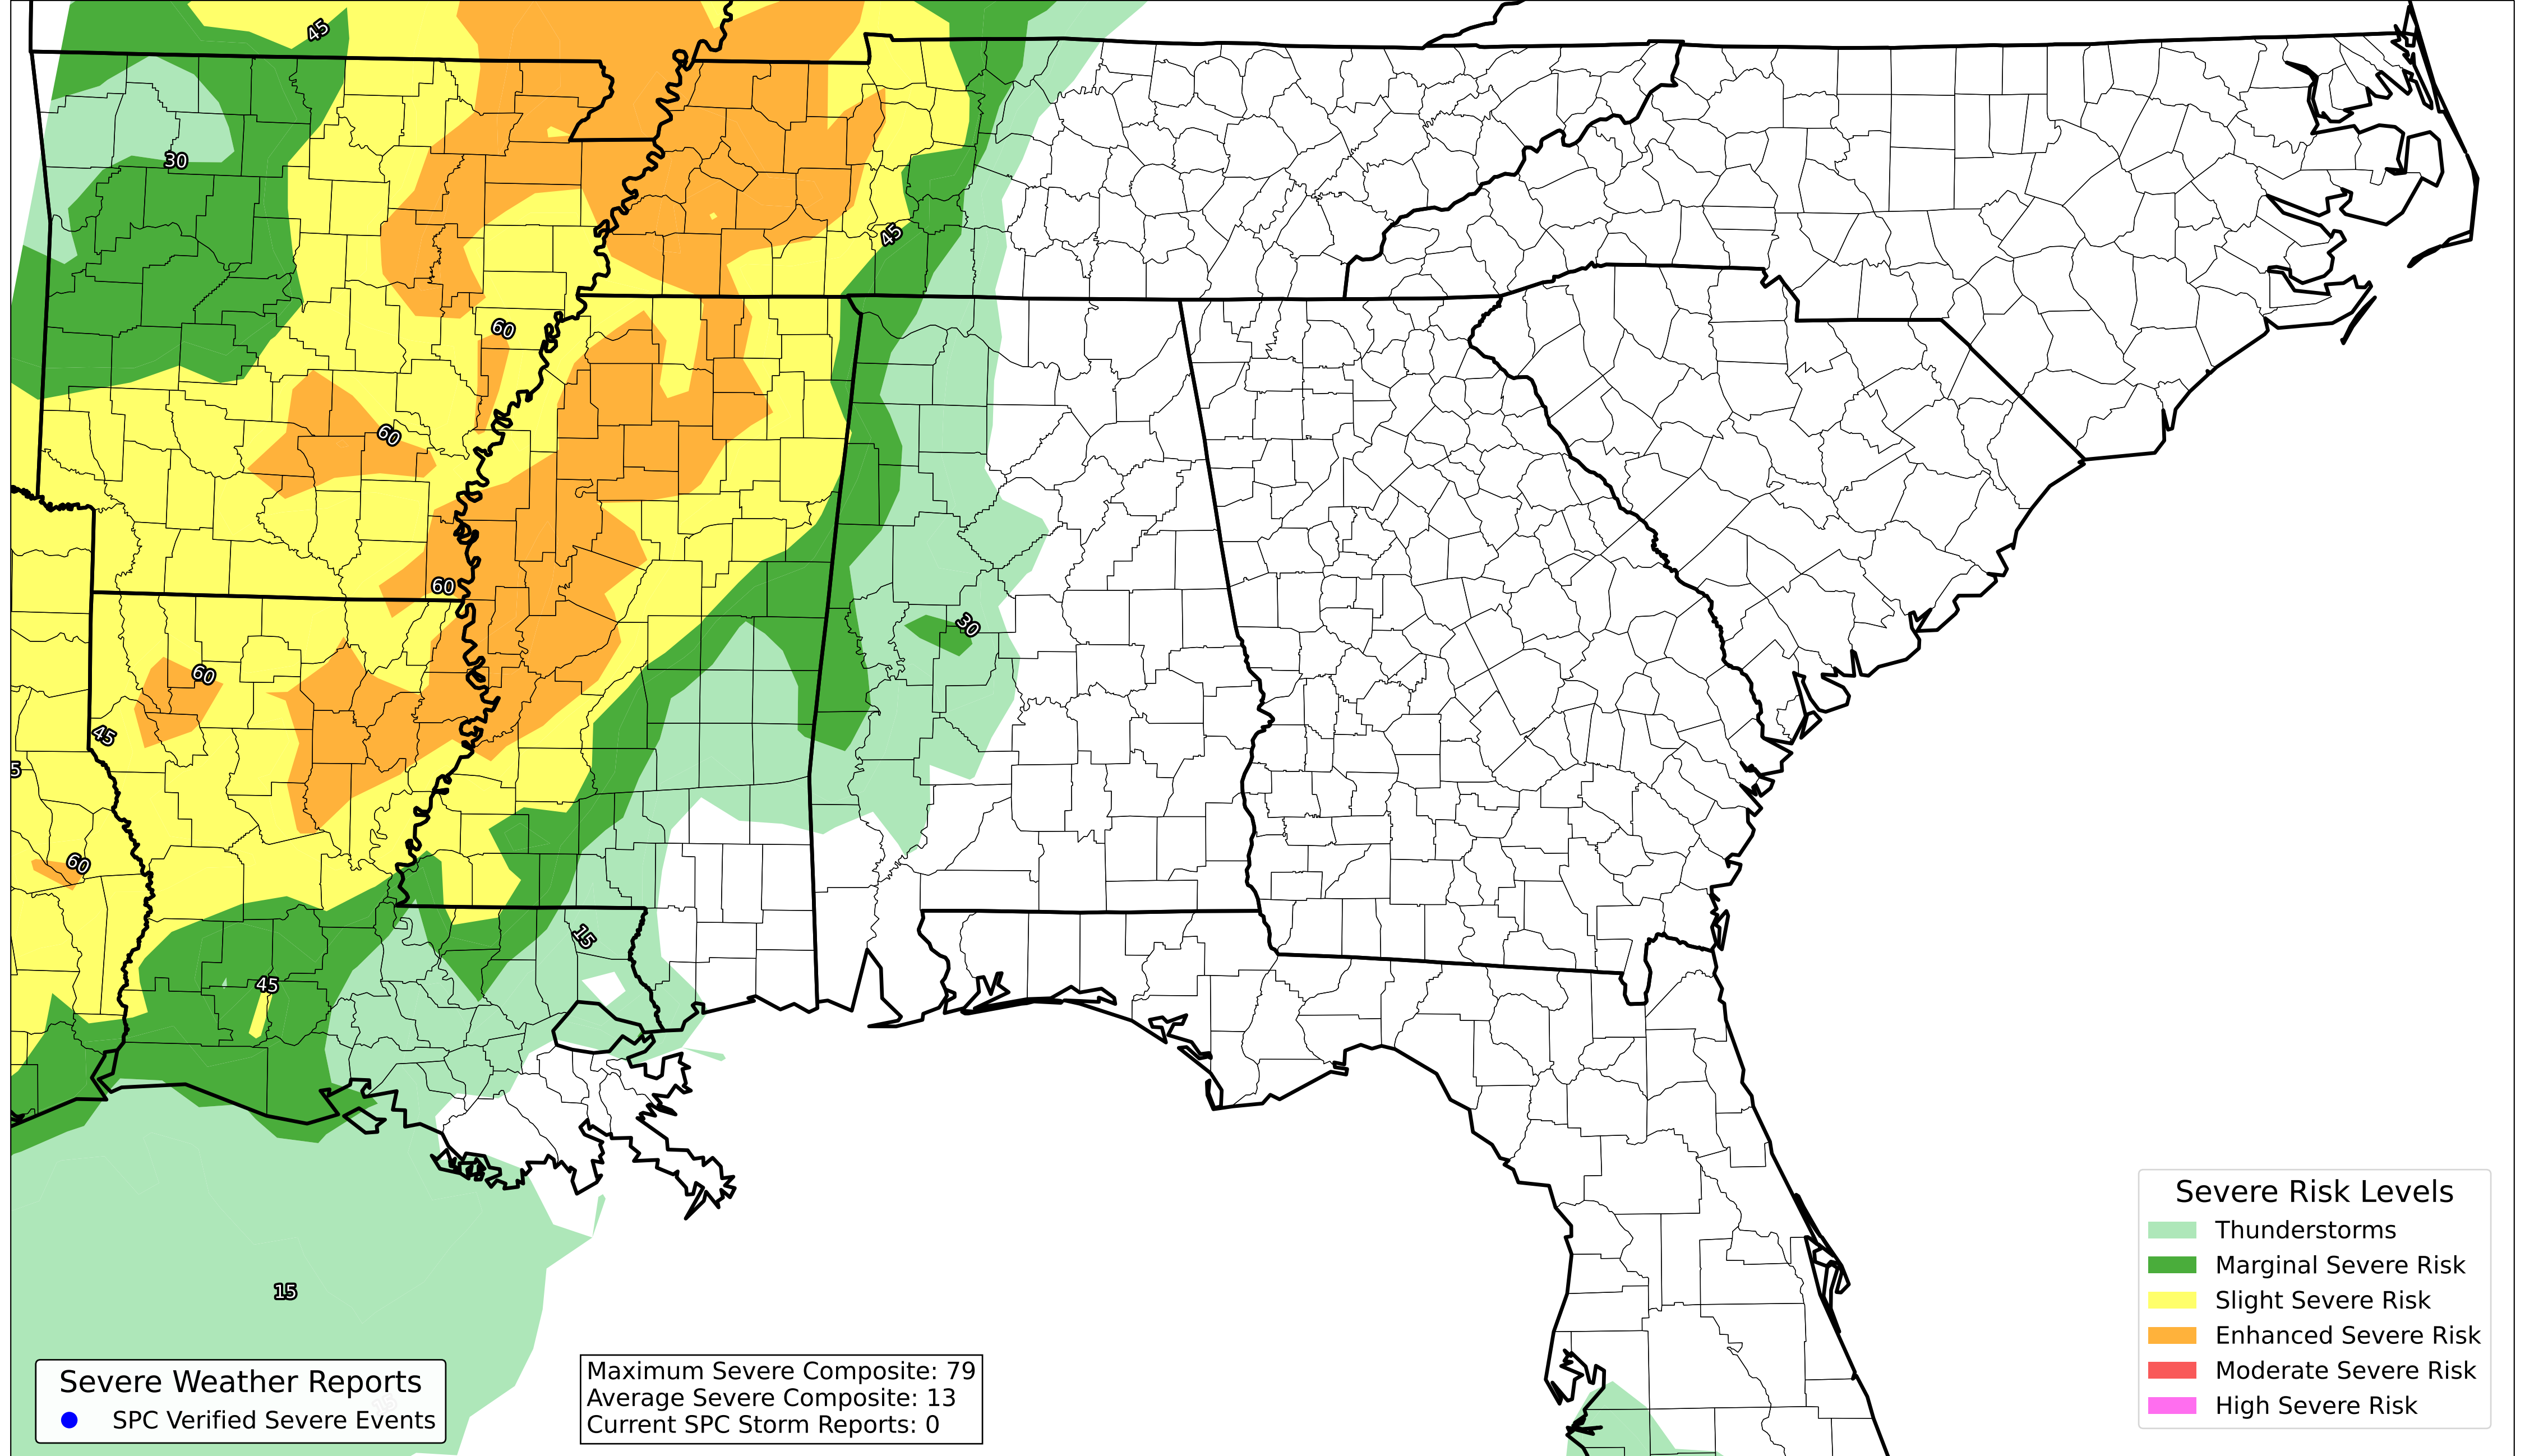 45
30
45
60
60
60
30
60
45
5
60
15
45
15
Severe Weather Reports
SPC Verified Severe Events
Maximum Severe Composite: 79
Average Severe Composite: 13
Current SPC Storm Reports: 0
Severe Risk Levels
Thunderstorms
Marginal Severe Risk
Slight Severe Risk
Enhanced Severe Risk
Moderate Severe Risk
High Severe Risk